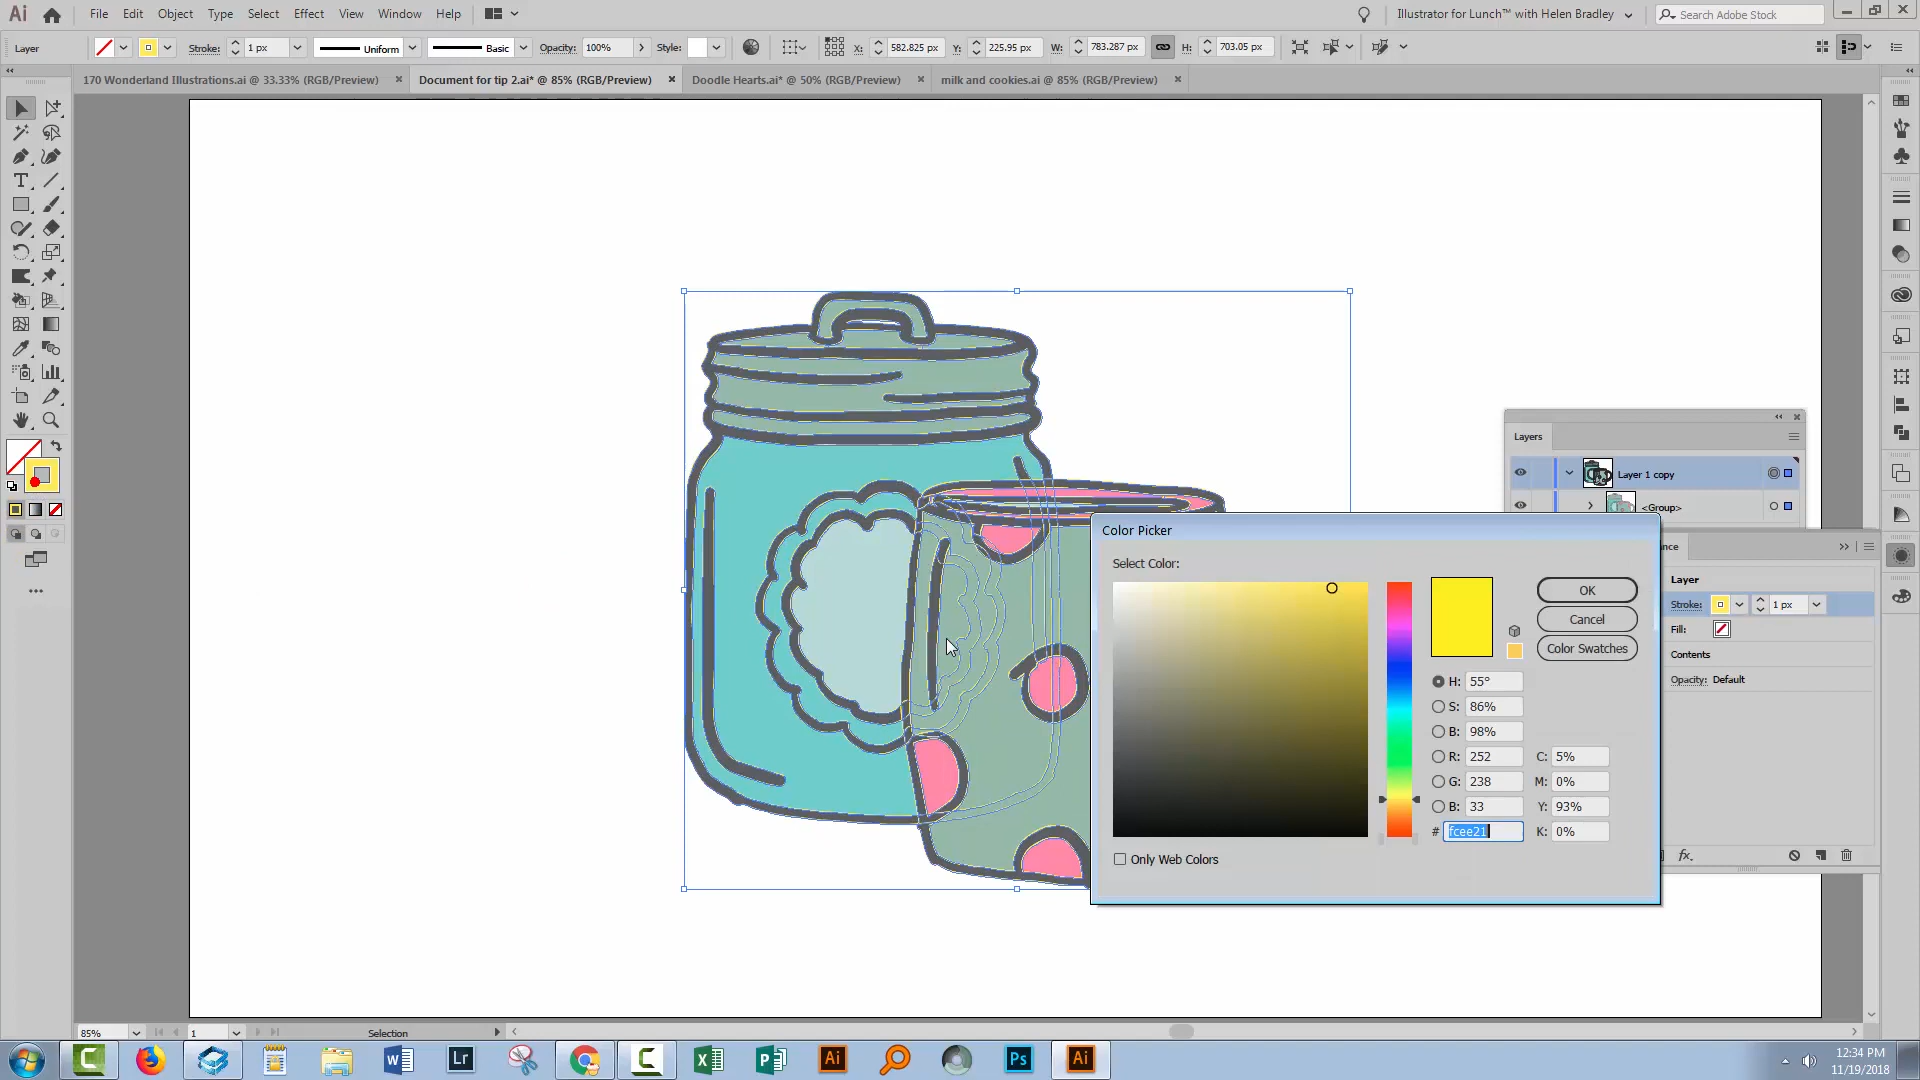 Ai File Edit Object Type Select Effect View Window Help Illustrator for Lunch™ with Helen Bradley Search Adobe Stock
Layer Stroke: 1 px Uniform Basic Opacity: 100% Style: X: 582.825 px Y: 225.95 px W: 783.287 px H: 703.05 px
170 Wonderland Illustrations.ai @ 33.33% (RGB/Preview) Document for tip 2.ai* @ 85% (RGB/Preview) Doodle Hearts.ai* @ 50% (RGB/Preview) milk and cookies.ai @ 85% (RGB/Preview)
Layers
Layer 1 copy
<Group>
Color Picker
Select Color:
OK
Cancel
Color Swatches
H: 55°
S: 86%
B: 98%
R: 252 C: 5%
G: 238 M: 0%
B: 33 Y: 93%
# fcee21 K: 0%
Only Web Colors
ance
Layer
Stroke: 1 px
Fill:
Contents
Opacity: Default
fx.
85% 1 Selection
Lr Ai Ps Ai
12:34 PM
11/19/2018